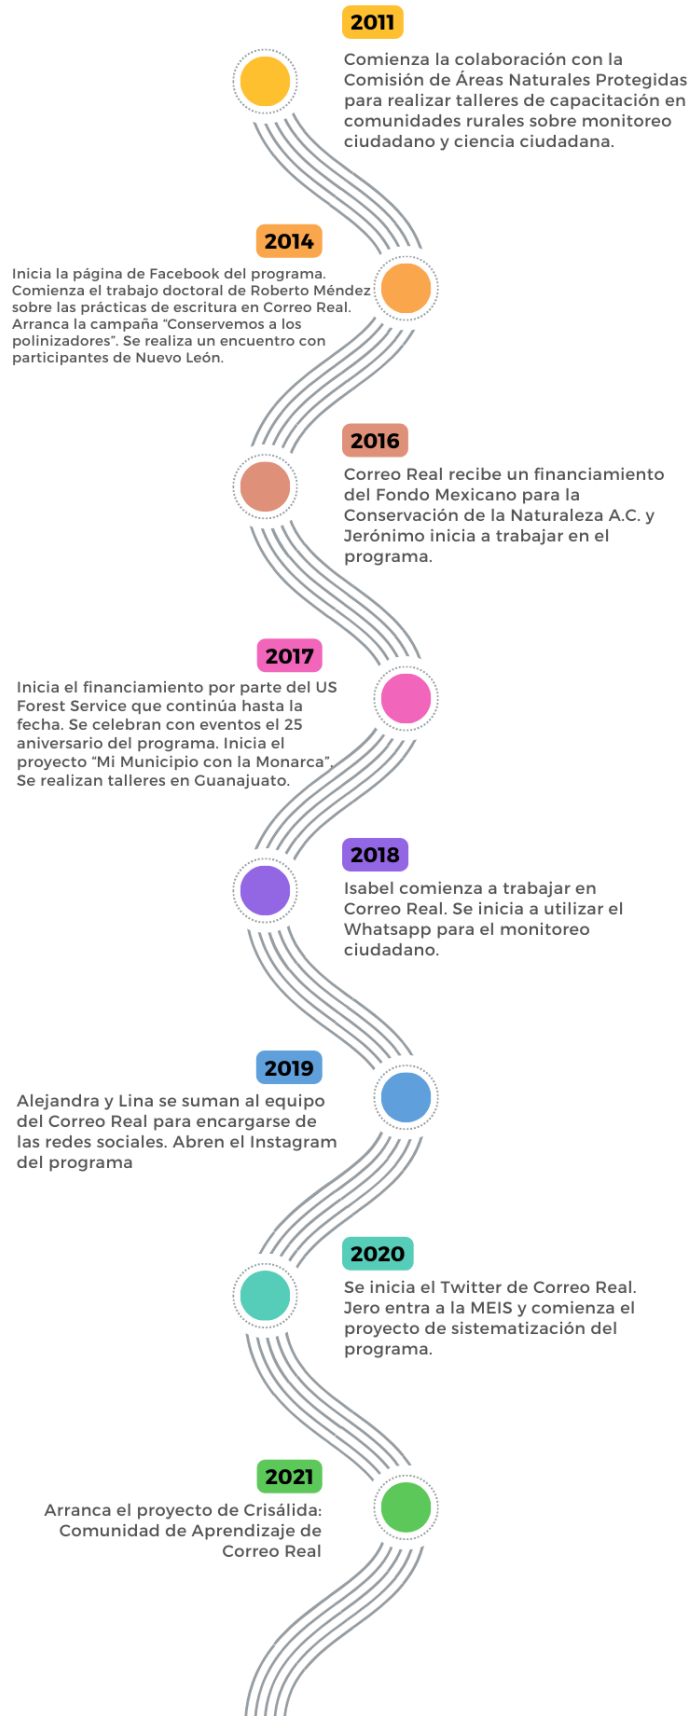 2011
Comienza la colaboración con la
Comisión de Áreas Naturales Protegidas
para realizar talleres de capacitación en
comunidades rurales sobre monitoreo
ciudadano y ciencia ciudadana.
2014
Inicia la página de Facebook del programa.
Comienza el trabajo doctoral de Roberto Méndez
sobre las prácticas de escritura en Correo Real.
Arranca la campaña “Conservemos a los
polinizadores”. Se realiza un encuentro con
participantes de Nuevo León.
2016
Correo Real recibe un financiamiento
del Fondo Mexicano para la
Conservación de la Naturaleza A.C. y
Jerónimo inicia a trabajar en el
programa.
2017
Inicia el financiamiento por parte del US
Forest Service que continúa hasta la
fecha. Se celebran con eventos el 25
aniversario del programa. Inicia el
proyecto “Mi Municipio con la Monarca”.
Se realizan talleres en Guanajuato.
2018
Isabel comienza a trabajar en
Correo Real. Se inicia a utilizar el
Whatsapp para el monitoreo
ciudadano.
2019
Alejandra y Lina se suman al equipo
del Correo Real para encargarse de
las redes sociales. Abren el Instagram
del programa
2020
Se inicia el Twitter de Correo Real.
Jero entra a la MEIS y comienza el
proyecto de sistematización del
programa.
2021
Arranca el proyecto de Crisálida:
Comunidad de Aprendizaje de
Correo Real